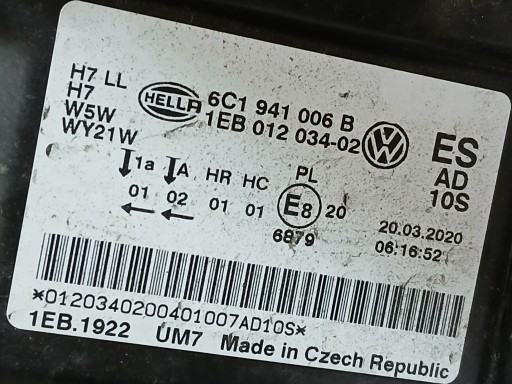 H7 LL
H7
W5W
WY21W
HELLA
6C1 941 006 B
1EB 012 034-02
VW
ES
AD
10S
1a A HR HC PL
01 02 01 01 E8 20
6879
20.03.2020
06:16:52
*01203400200401007AD10S*
1EB.1922 UM7 Made in Czech Republic